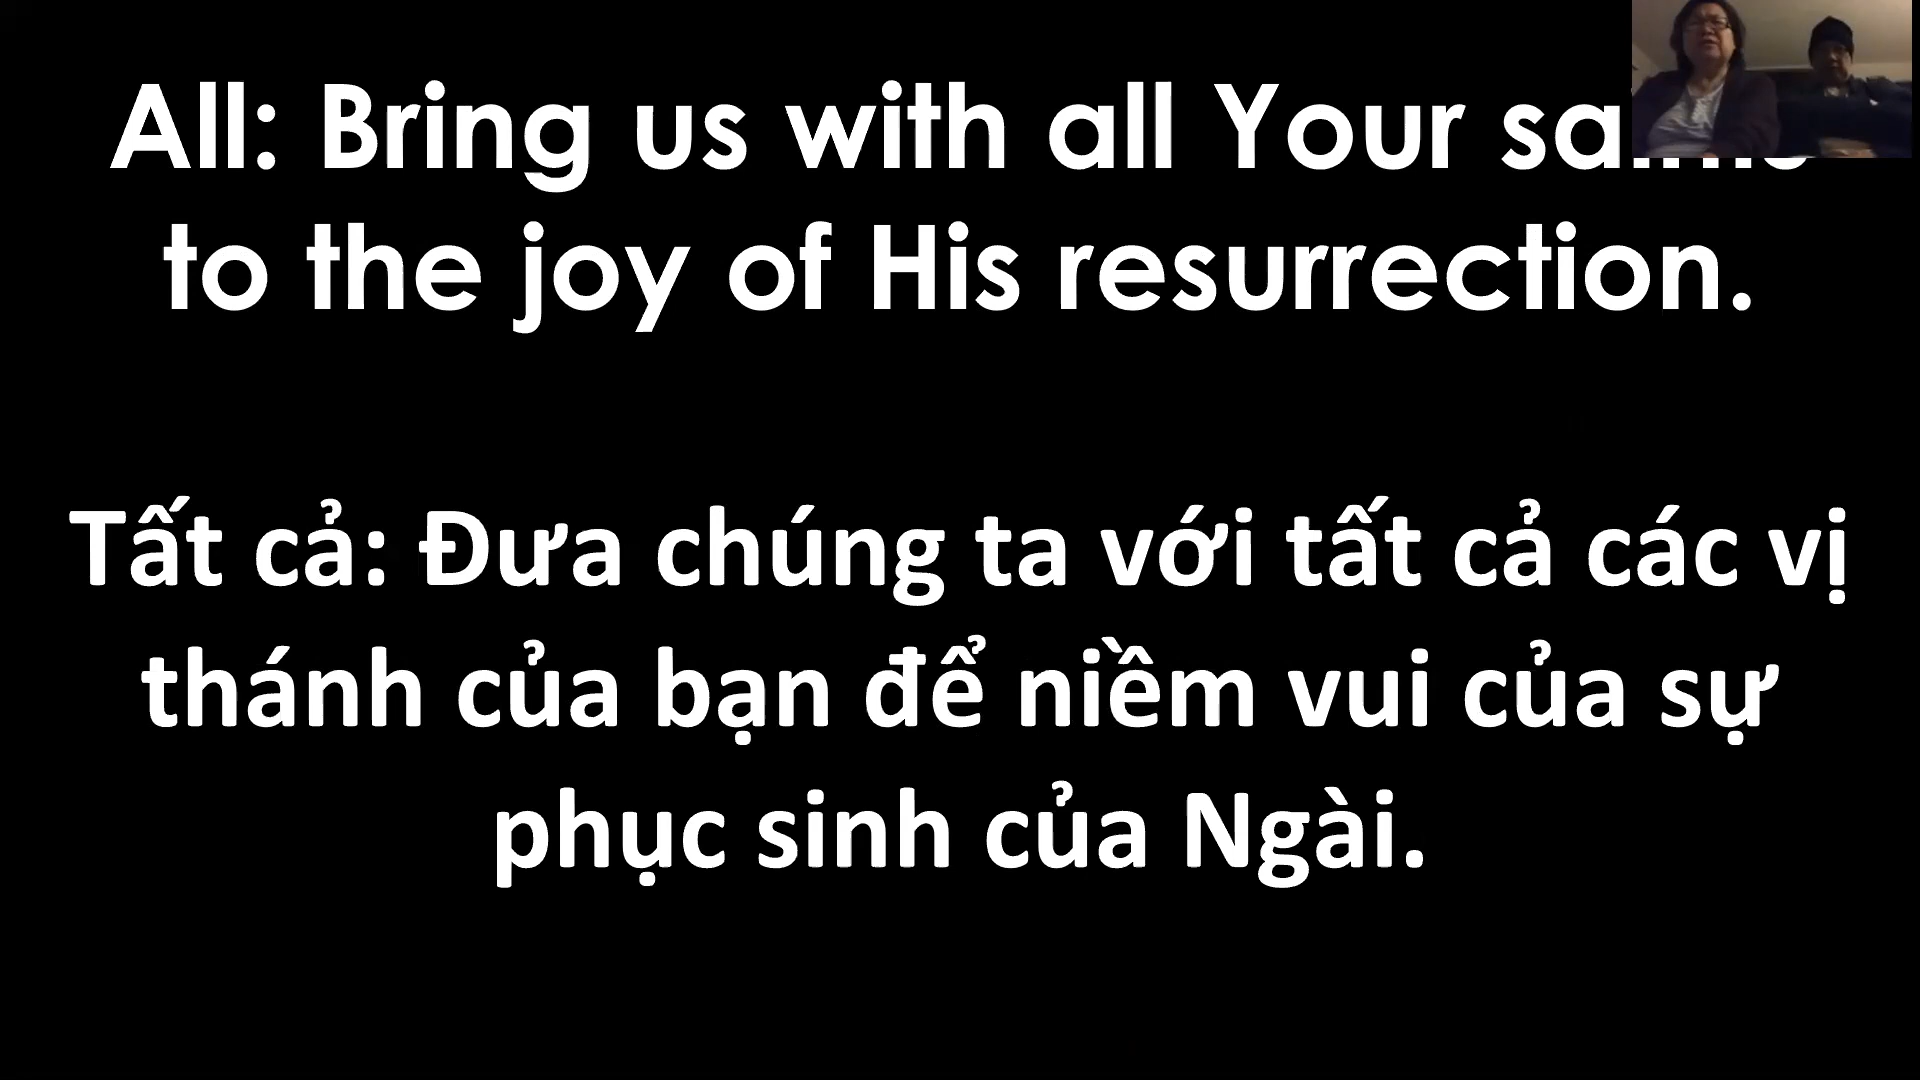 All: Bring us with all Your
to the joy of His resurrection.
Tất cả: Đưa chúng ta với tất cả các vị
thánh của bạn để niềm vui của sự
phục sinh của Ngài.